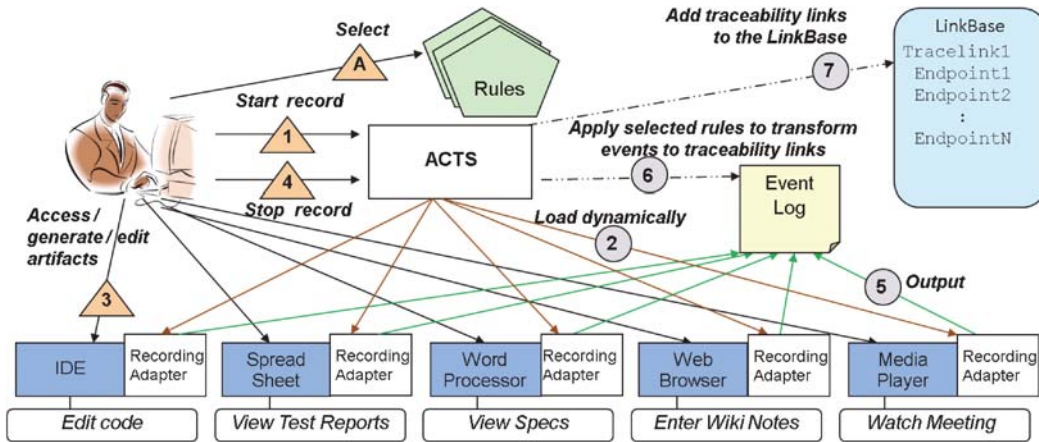 Add traceability links
to the LinkBase
7
LinkBase
Tracelink1
Endpoint1
Endpoint2
:
EndpointN
Select
A
Rules
Start record
1
ACTS
4
Stop record
Apply selected rules to transform
events to traceability links
6
Event
Log
Access /
generate / edit
artifacts
Load dynamically
2
3
5
Output
IDE
Recording
Adapter
Spread
Sheet
Recording
Adapter
Word
Processor
Recording
Adapter
Web
Browser
Recording
Adapter
Media
Player
Recording
Adapter
Edit code
View Test Reports
View Specs
Enter Wiki Notes
Watch Meeting